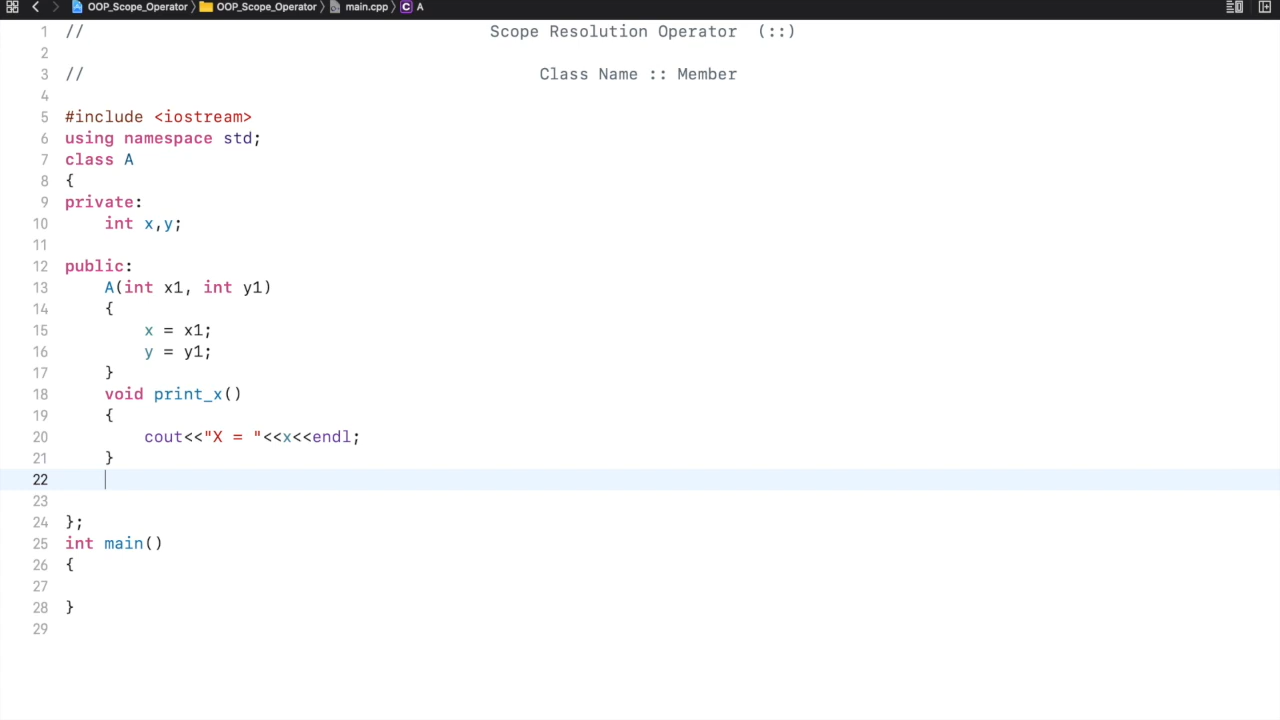 OOP_Scope_Operator OOP_Scope_Operator main.cpp C A
1 // Scope Resolution Operator (::)
2
3 // Class Name :: Member
4
5 #include <iostream>
6 using namespace std;
7 class A
8 {
9 private:
10 int x,y;
11
12 public:
13 A(int x1, int y1)
14 {
15 x = x1;
16 y = y1;
17 }
18 void print_x()
19 {
20 cout<<"X = "<<x<<endl;
21 }
22
23
24 };
25 int main()
26 {
27
28 }
29